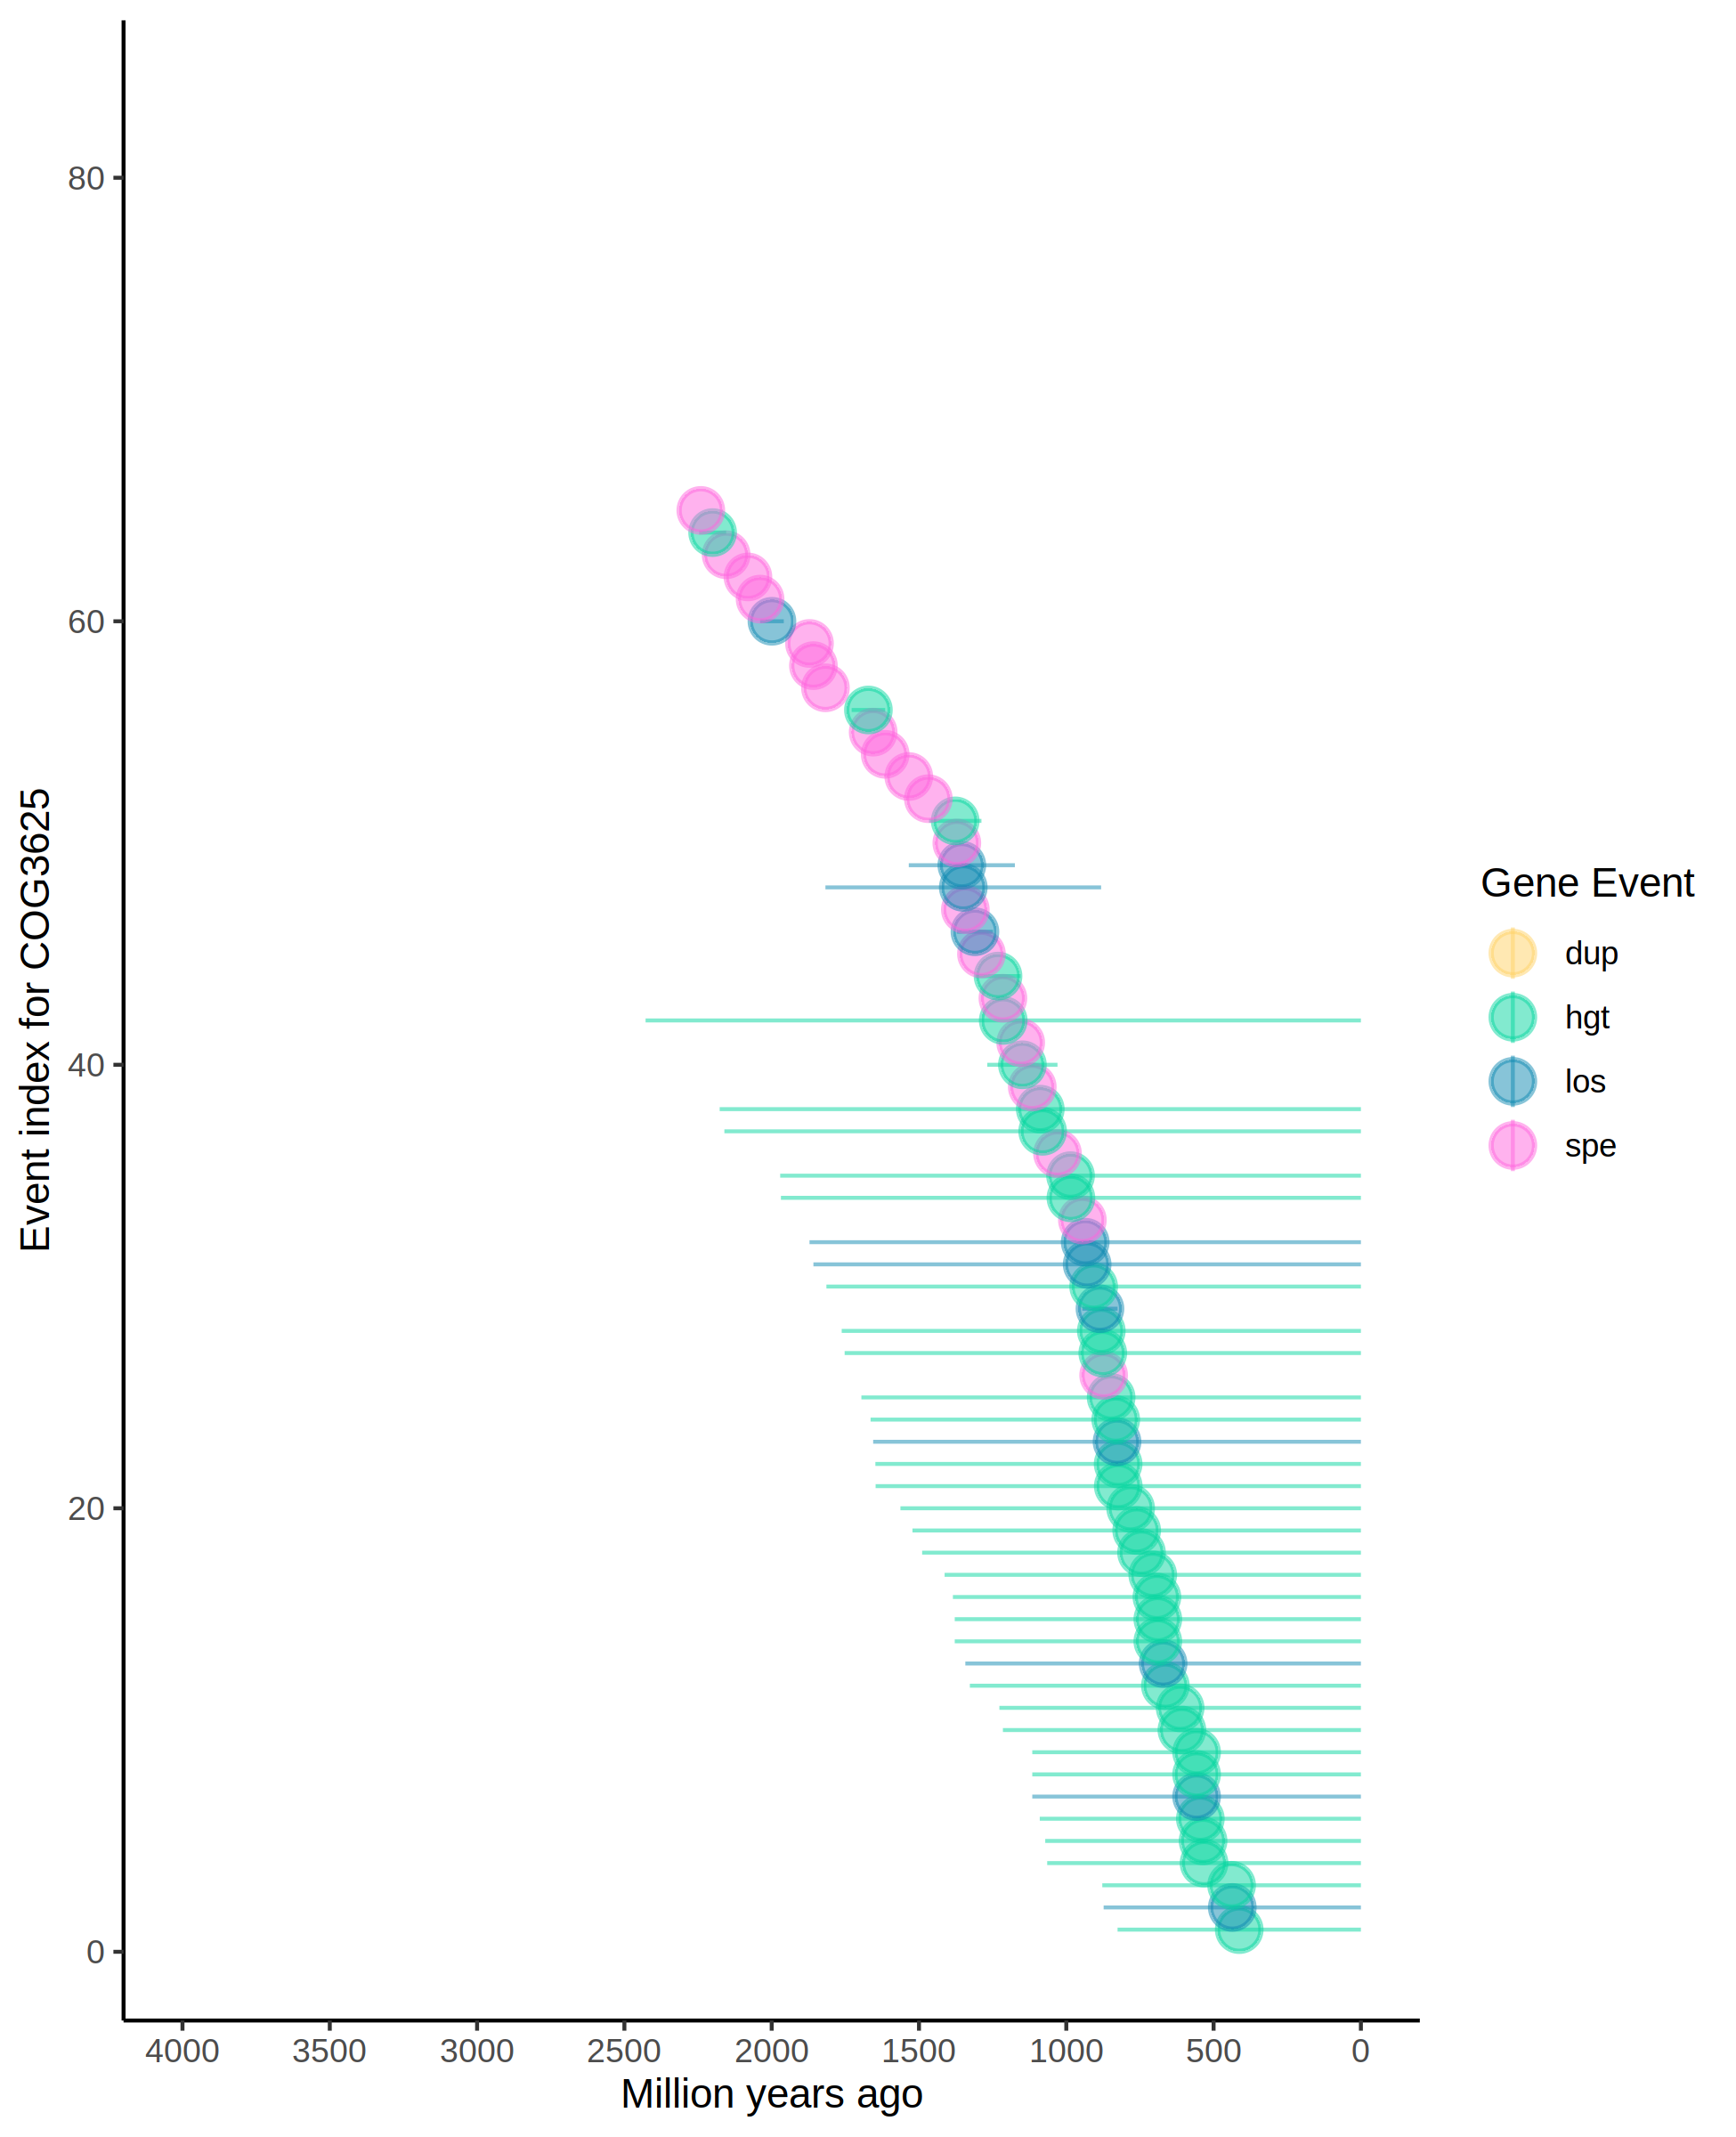 80
60
40
20
0
Event index for COG3625
4000 3500 3000 2500 2000 1500 1000 500 0
Million years ago
Gene Event
dup
hgt
los
spe